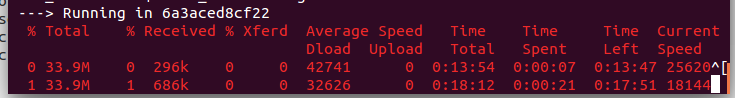 ---> Running in 6a3aced8cf22
% Total % Received % Xferd Average Speed Time Time Time Current
Dload Upload Total Spent Left Speed
0 33.9M 0 296k 0 0 42741 0 0:13:54 0:00:07 0:13:47 25620^[
1 33.9M 1 686k 0 0 32626 0 0:18:12 0:00:21 0:17:51 18144